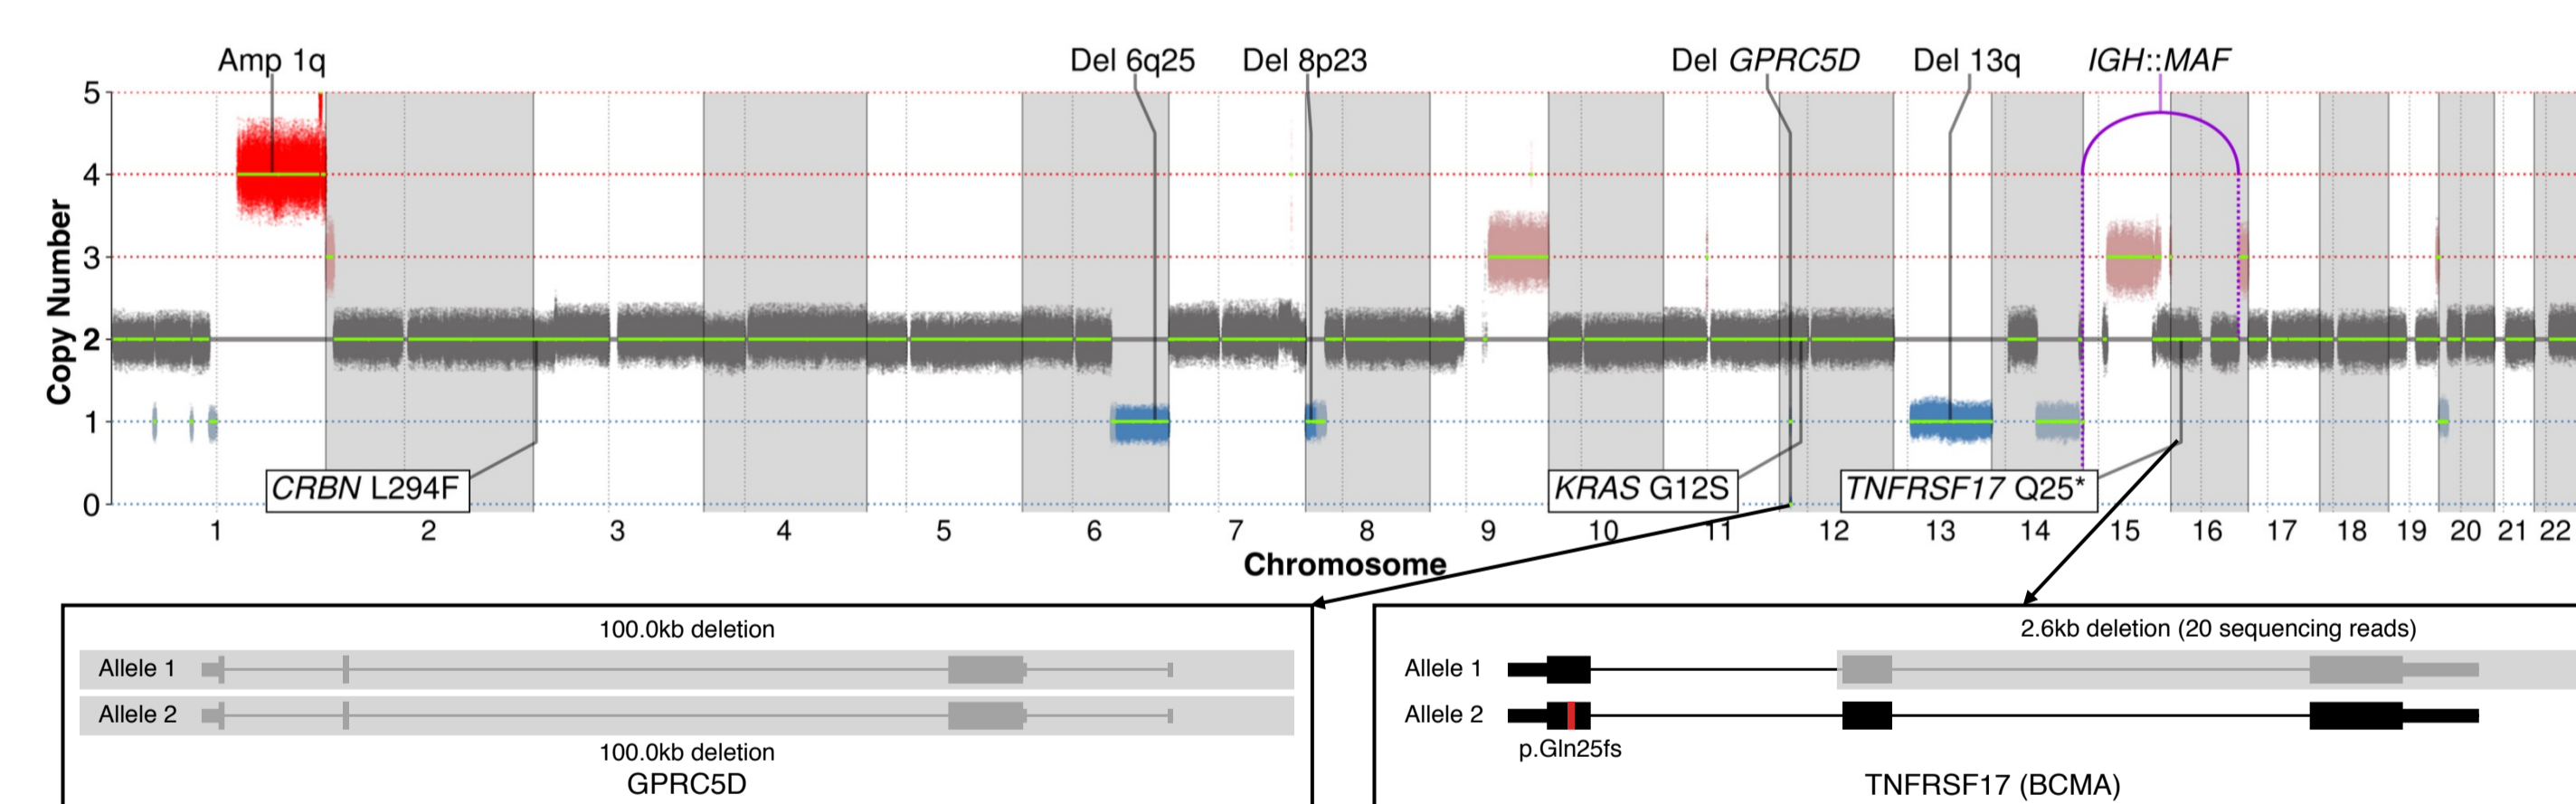 Amp 1q Del 6q25 Del 8p23 Del GPRC5D Del 13q IGH::MAF
5
4
3
2
1
0
Copy Number
CRBN L294F KRAS G12S TNFRSF17 Q25*
1 2 3 4 5 6 7 8 9 10 11 12 13 14 15 16 17 18 19 20 21 22
Chromosome
100.0kb deletion
Allele 1
Allele 2
100.0kb deletion
GPRC5D
2.6kb deletion (20 sequencing reads)
Allele 1
Allele 2
p.Gln25fs
TNFRSF17 (BCMA)